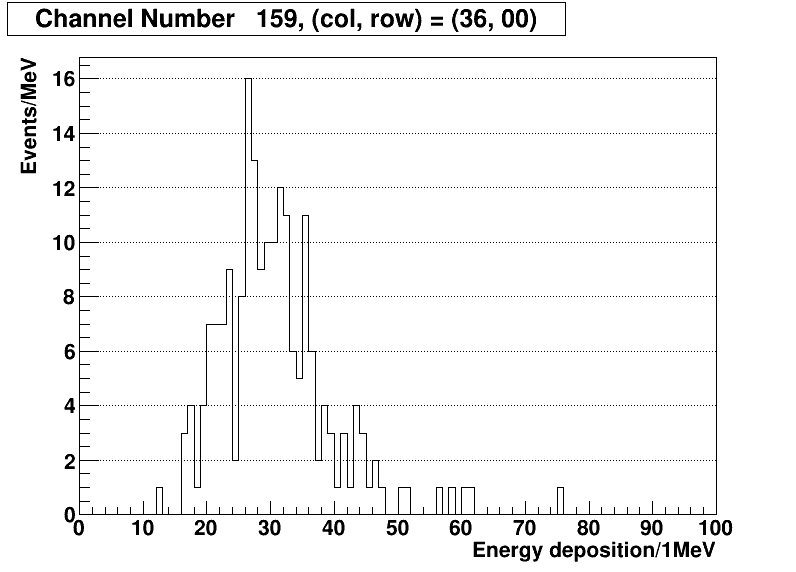 Channel Number 159, (col, row) = (36, 00)
Events/MeV
16
14
12
10
8
6
4
2
0
0 10 20 30 40 50 60 70 80 90 100
Energy deposition/1MeV